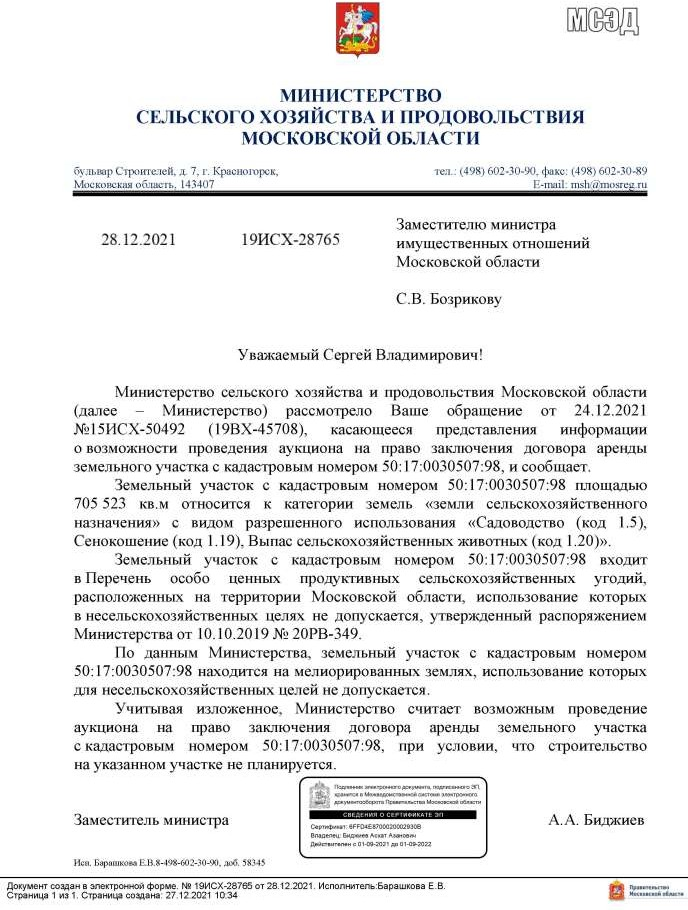 МСЭД
МИНИСТЕРСТВО
СЕЛЬСКОГО ХОЗЯЙСТВА И ПРОДОВОЛЬСТВИЯ
МОСКОВСКОЙ ОБЛАСТИ
бульвар Строителей, д. 7, г. Красногорск,
Московская область, 143407
тел.: (498) 602-30-90, факс: (498) 602-30-89
E-mail: msh@mosreg.ru
28.12.2021 19ИСХ-28765
Заместителю министра
имущественных отношений
Московской области
С.В. Бозрикову
Уважаемый Сергей Владимирович!
Министерство сельского хозяйства и продовольствия Московской области
(далее – Министерство) рассмотрело Ваше обращение от 24.12.2021
№15ИСХ-50492 (19ВХ-45708), касающееся представления информации
о возможности проведения аукциона на право заключения договора аренды
земельного участка с кадастровым номером 50:17:0030507:98, и сообщает.
Земельный участок с кадастровым номером 50:17:0030507:98 площадью
705 523 кв.м относится к категории земель «земли сельскохозяйственного
назначения» с видом разрешенного использования «Садоводство (код 1.5),
Сенокошение (код 1.19), Выпас сельскохозяйственных животных (код 1.20)».
Земельный участок с кадастровым номером 50:17:0030507:98 входит
в Перечень особо ценных продуктивных сельскохозяйственных угодий,
расположенных на территории Московской области, использование которых
в несельскохозяйственных целях не допускается, утвержденный распоряжением
Министерства от 10.10.2019 № 20РВ-349.
По данным Министерства, земельный участок с кадастровым номером
50:17:0030507:98 находится на мелиорированных землях, использование которых
для несельскохозяйственных целей не допускается.
Учитывая изложенное, Министерство считает возможным проведение
аукциона на право заключения договора аренды земельного участка
с кадастровым номером 50:17:0030507:98, при условии, что строительство
на указанном участке не планируется.
Подлинник электронного документа, подписанного ЭП,
хранится в Межведомственной системе электронного
документооборота Правительства Московской области
СВЕДЕНИЯ О СЕРТИФИКАТЕ ЭП
Сертификат: 6FFD4E8700020002930B
Владелец: Биджиев Асхат Азанович
Действителен с 01-09-2021 до 01-09-2022
Заместитель министра
А.А. Биджиев
Исп. Барашкова Е.В.8-498-602-30-90, доб. 58345
Документ создан в электронной форме. № 19ИСХ-28765 от 28.12.2021. Исполнитель:Барашкова Е.В.
Страница 1 из 1. Страница создана: 27.12.2021 10:34
Правительство
Московской области